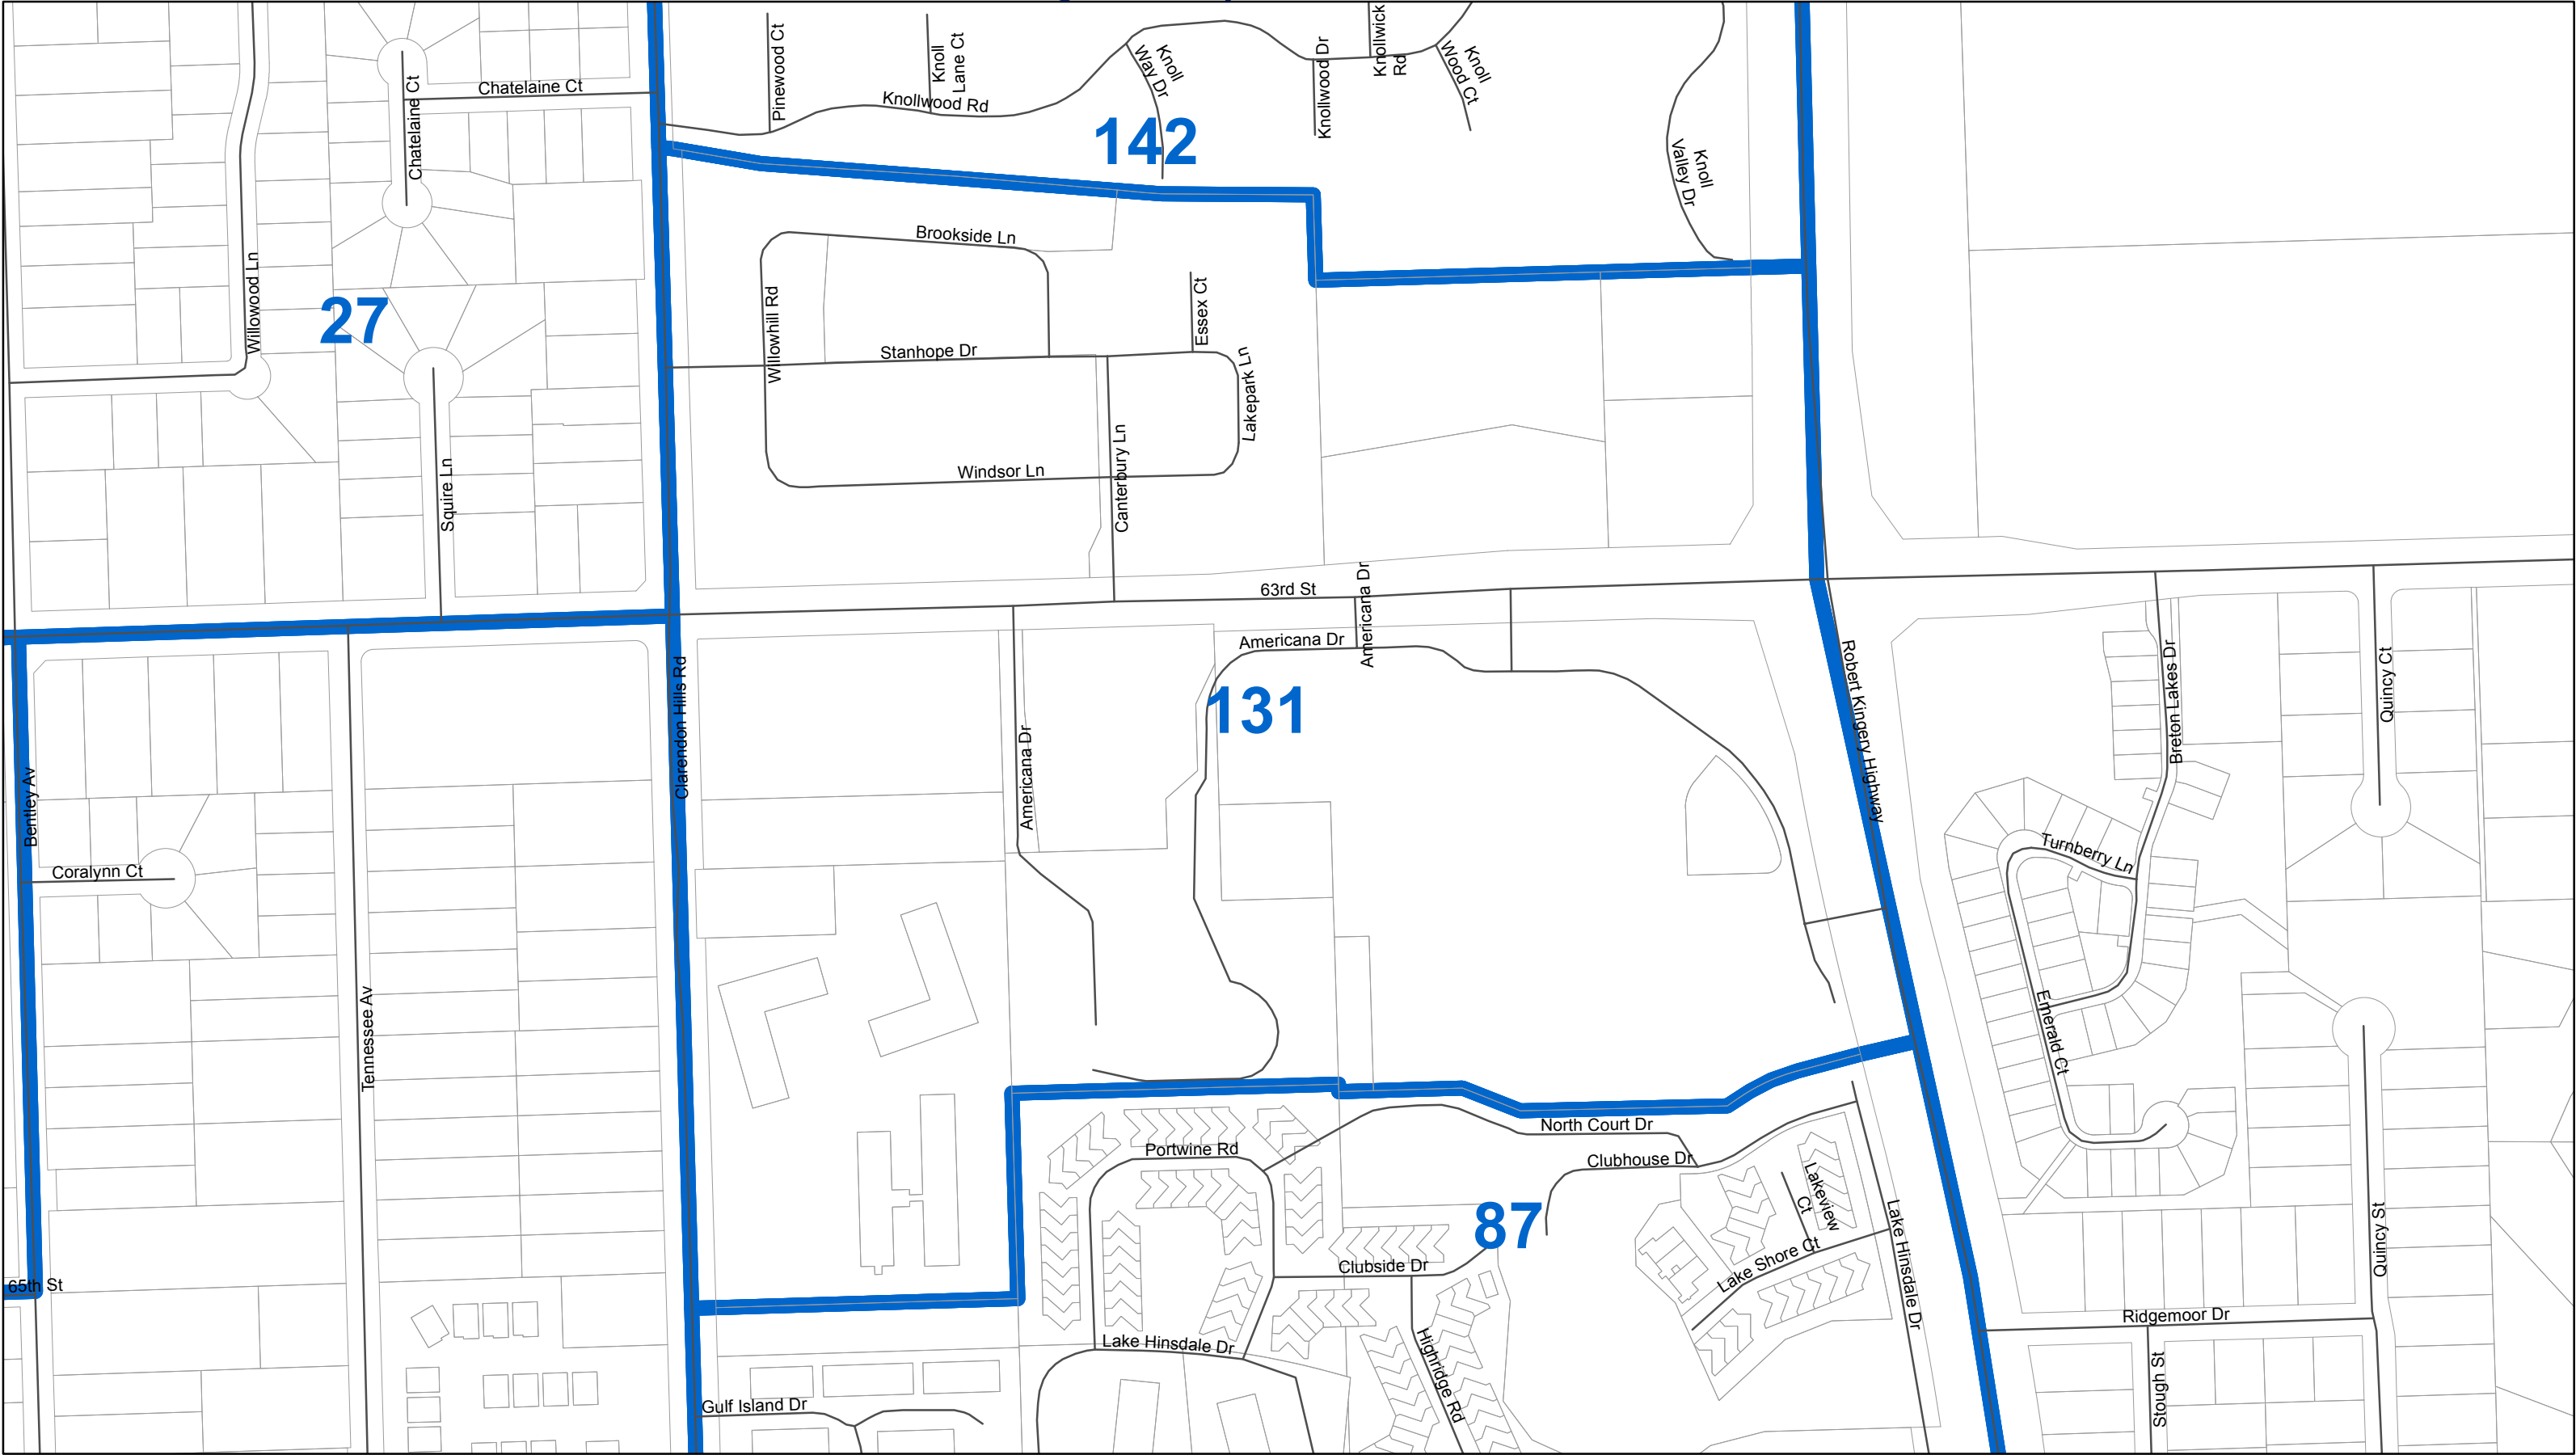 Pinewood Ct
Knoll
Lane Ct
Knoll
Way Dr
Knollwood Dr
Knollwick
Rd
Knoll
Wood Ct
Chatelaine Ct
Chatelaine Ct
Knollwood Rd
142
Knoll
Valley Dr
Willowood Ln
27
Brookside Ln
Willowhill Rd
Essex Ct
Stanhope Dr
Lakepark Ln
Squire Ln
Windsor Ln
Canterbury Ln
63rd St
Americana Dr
Americana Dr
131
Clarendon Hills Rd
Americana Dr
Robert Kingery Highway
Breton Lakes Dr
Quincy Ct
Bentley Av
Coralynn Ct
Turnberry Ln
Tennessee Av
Emerald Ct
North Court Dr
Portwine Rd
Clubhouse Dr
Lakeview
Ct
87
Lake Shore Ct
Clubside Dr
Lake Hinsdale Dr
Quincy St
65th St
Ridgemoor Dr
Lake Hinsdale Dr
Highridge Rd
Stough St
Gulf Island Dr